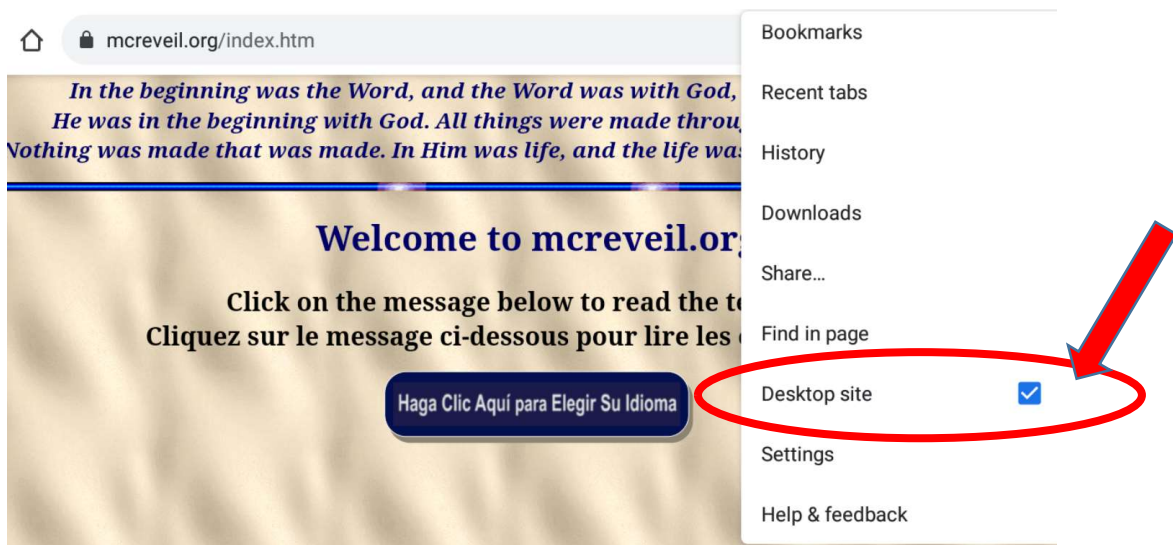 mcreveil.org/index.htm
In the beginning was the Word, and the Word was with God,
He was in the beginning with God. All things were made
Nothing was made that was made. In Him was life, and the life
Welcome to
Click on the message below to read the
Cliquez sur le message ci-dessous pour lire les
Haga Clic Aquí para Elegir Su Idioma
Bookmarks
Recent tabs
History
Downloads
Share...
Find in page
Desktop site
Settings
Help & feedback